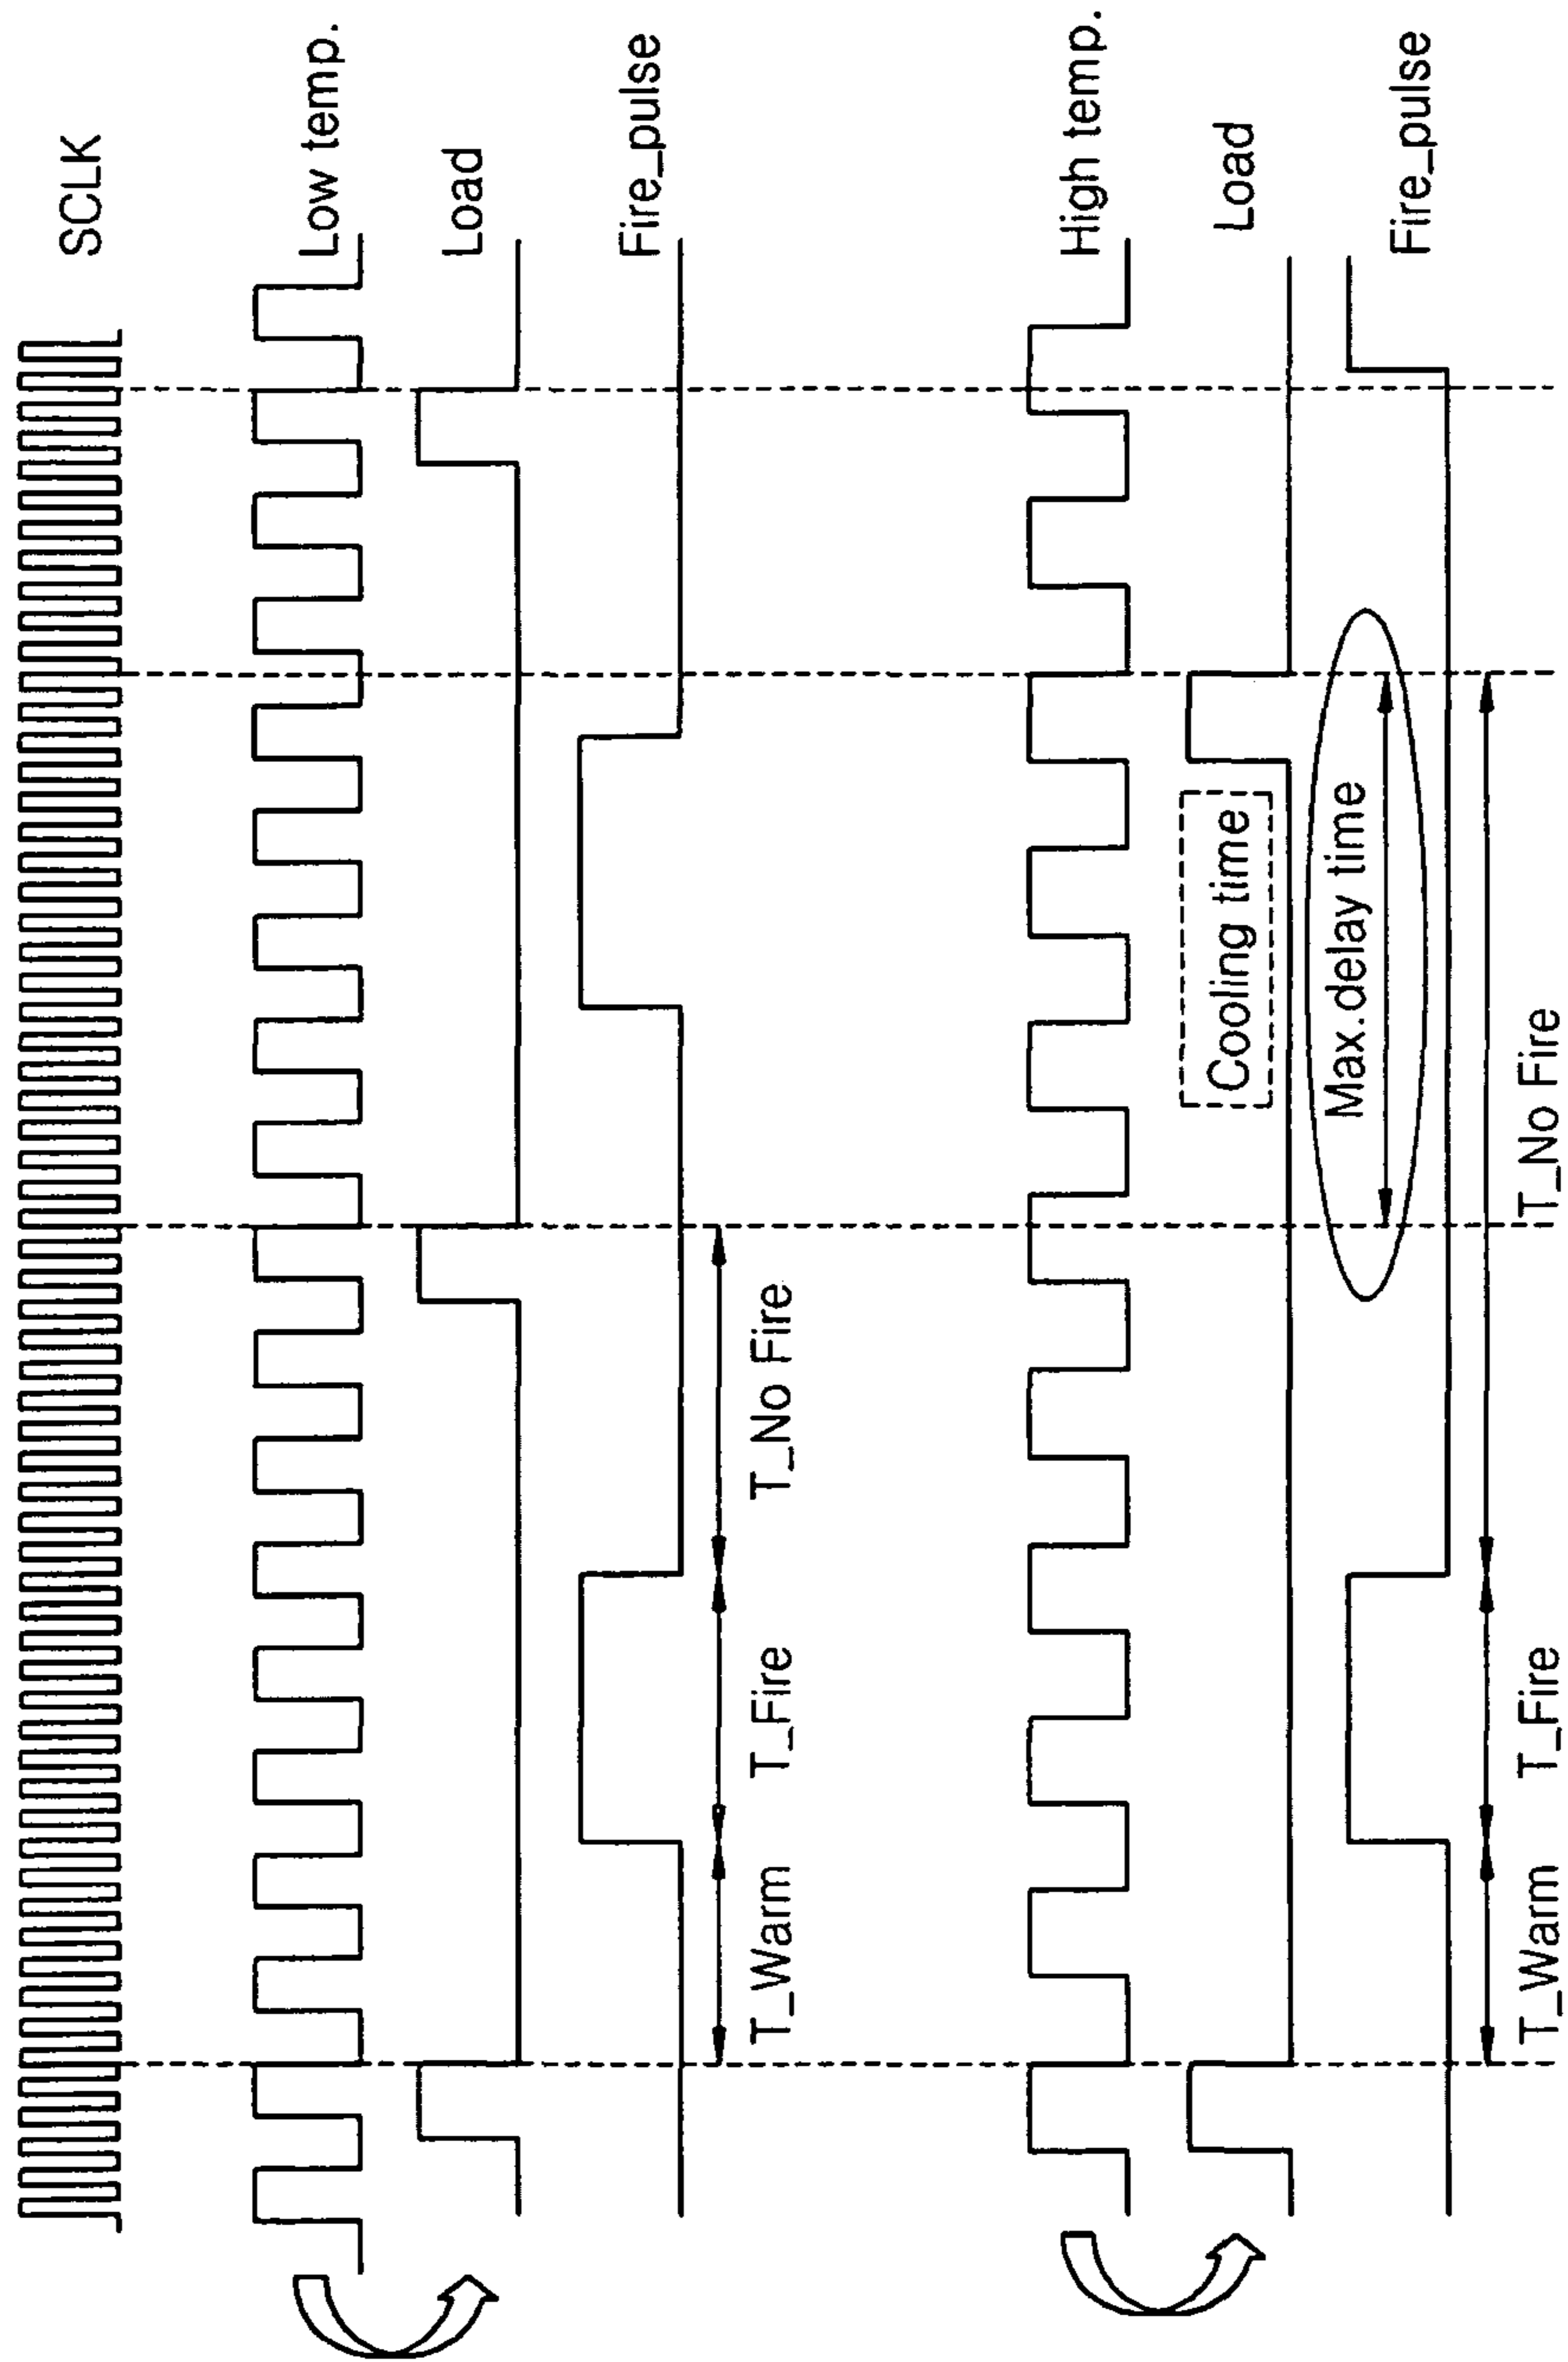 SCLK
Low temp.
Load
Fire_pulse
T_Warm
T_Fire
T_No Fire
High temp.
Load
Cooling time
Max.delay time
Fire_pulse
T_Warm
T_Fire
T_No Fire